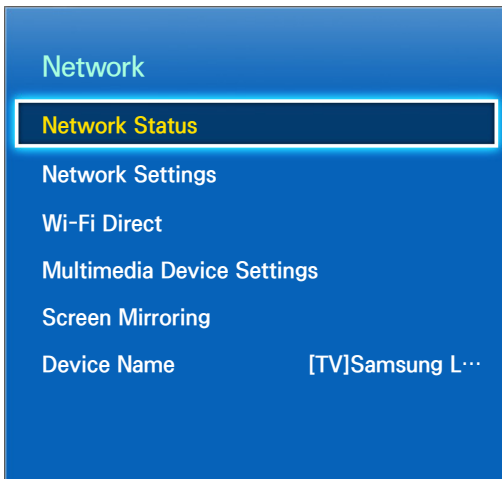 Network
Network Status
Network Settings
Wi-Fi Direct
Multimedia Device Settings
Screen Mirroring
Device Name [TV]Samsung L⋯